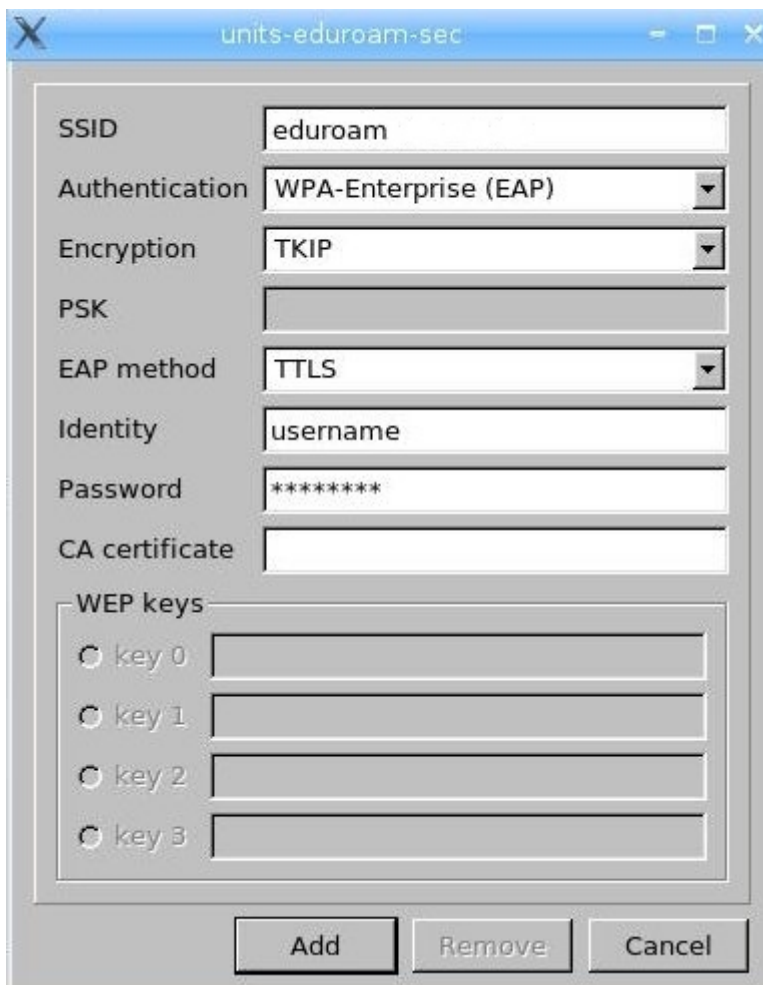 units-eduroam-sec
SSID eduroam
Authentication WPA-Enterprise (EAP)
Encryption TKIP
PSK
EAP method TTLS
Identity username
Password ********
CA certificate
WEP keys
key 0
key 1
key 2
key 3
Add Remove Cancel